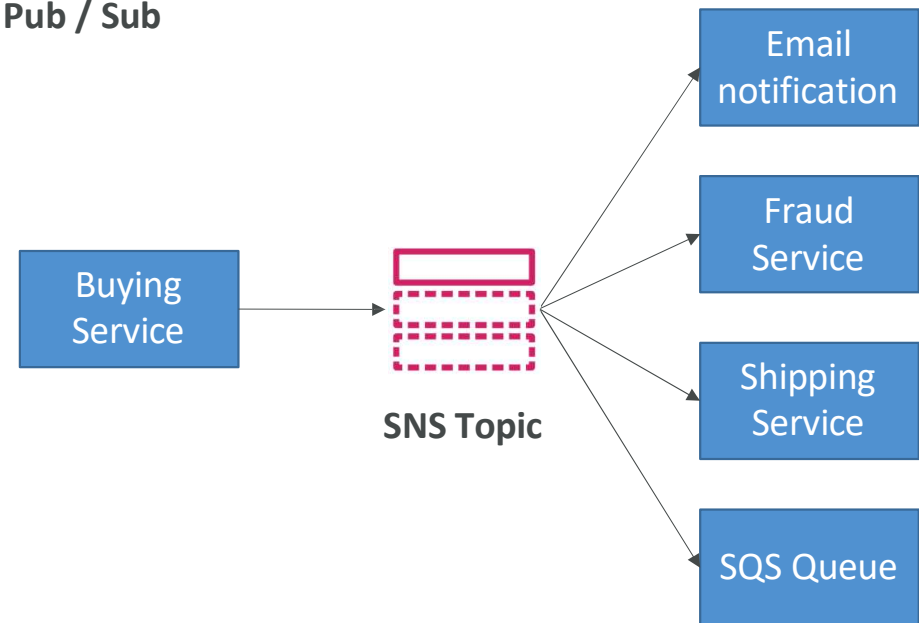 Pub / Sub
Email
notification
Fraud
Service
Buying
Service
Shipping
Service
SNS Topic
SQS Queue